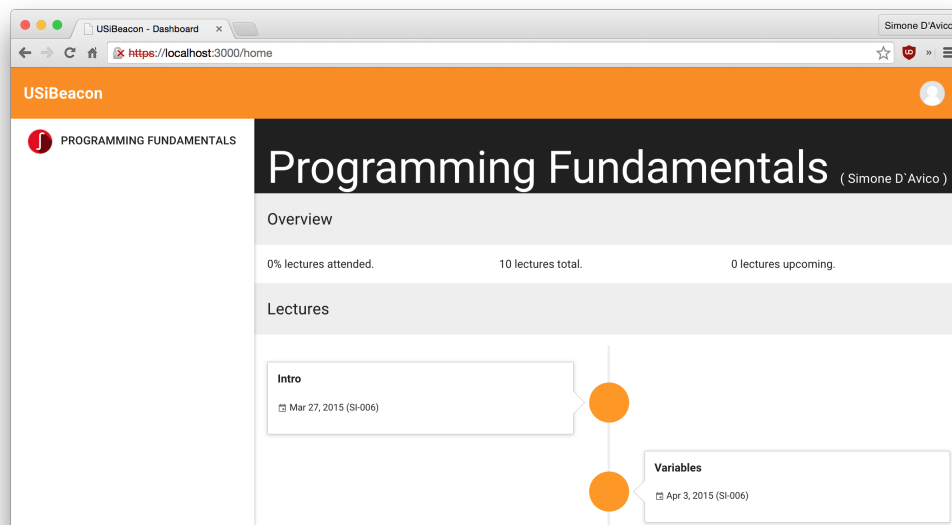 USiBeacon - Dashboard
Simone D'Avico
https://localhost:3000/home
USiBeacon
PROGRAMMING FUNDAMENTALS
Programming Fundamentals ( Simone D`Avico )
Overview
0% lectures attended. 10 lectures total. 0 lectures upcoming.
Lectures
Intro
Mar 27, 2015 (SI-006)
Variables
Apr 3, 2015 (SI-006)